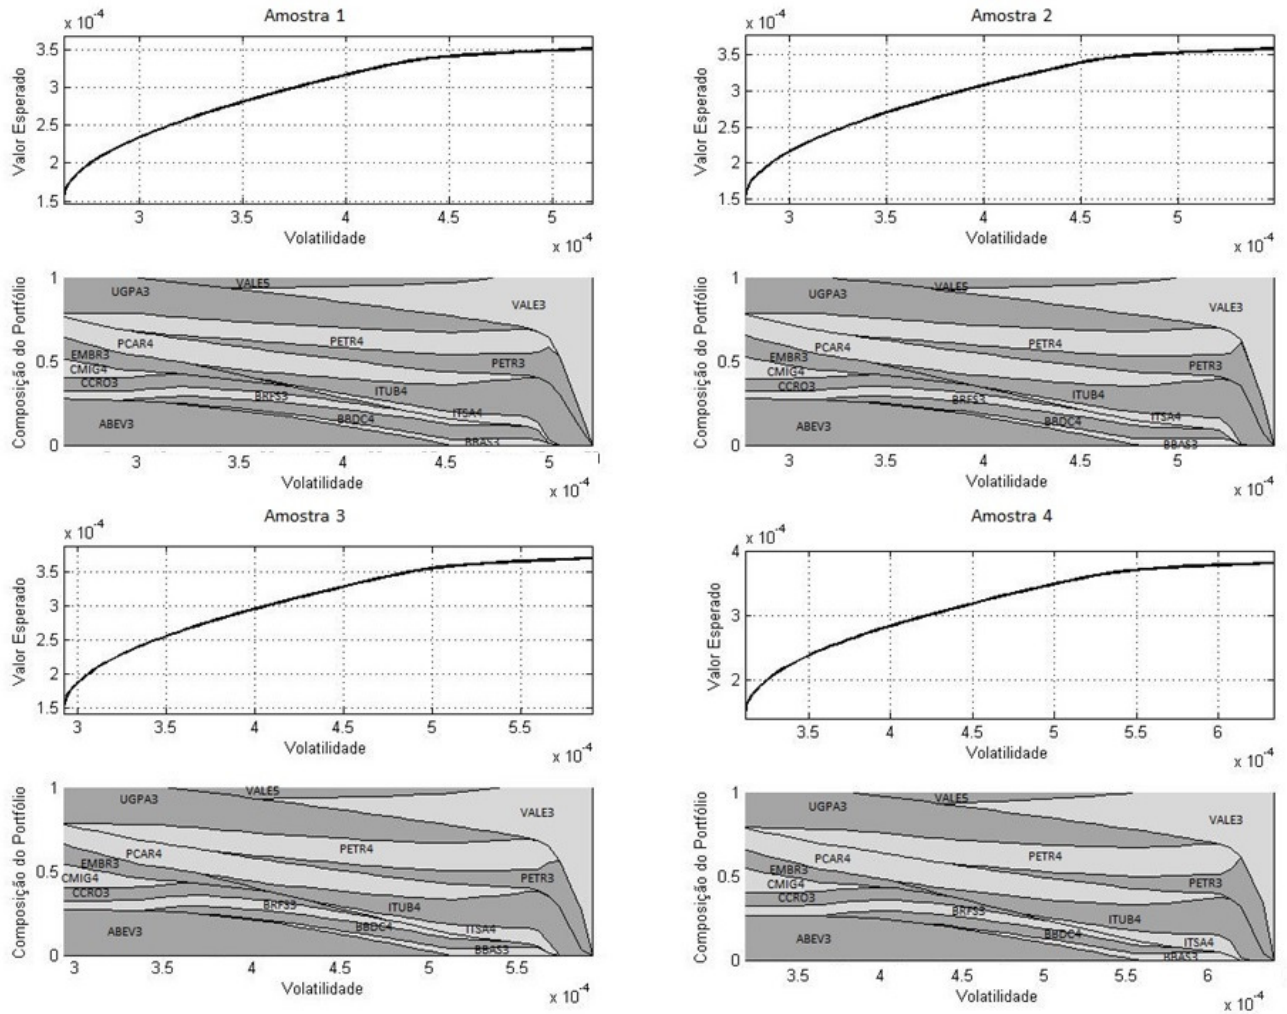 Amostra 1
x 10^-4
Valor Esperado
3.5
3
2.5
2
1.5
3 3.5 4 4.5 5
Volatilidade
x 10^-4
Composição do Portfólio
1
0.5
0
VALE5
UGPA3
VALE3
PCAR4
PETR4
EMBR3
PETR3
CMIG4
CCRO3
ITUB4
BRFS3
ITSA4
BBDC4
ABEV3
BBAS3
3 3.5 4 4.5 5
Volatilidade
x 10^-4
Amostra 2
x 10^-4
Valor Esperado
3.5
3
2.5
2
1.5
3 3.5 4 4.5 5
Volatilidade
x 10^-4
Composição do Portfólio
1
0.5
0
VALE5
UGPA3
VALE3
PCAR4
PETR4
EMBR3
PETR3
CMIG4
CCRO3
ITUB4
BRFS3
ITSA4
BBDC4
ABEV3
BBAS3
3 3.5 4 4.5 5
Volatilidade
x 10^-4
Amostra 3
x 10^-4
Valor Esperado
3.5
3
2.5
2
1.5
3 3.5 4 4.5 5 5.5
Volatilidade
x 10^-4
Composição do Portfólio
1
0.5
0
VALE5
UGPA3
VALE3
PCAR4
PETR4
EMBR3
PETR3
CMIG4
CCRO3
ITUB4
BRFS3
ITSA4
BBDC4
ABEV3
BBAS3
3 3.5 4 4.5 5 5.5
Volatilidade
x 10^-4
Amostra 4
x 10^-4
Valor Esperado
4
3
2
3.5 4 4.5 5 5.5 6
Volatilidade
x 10^-4
Composição do Portfólio
1
0.5
0
VALE5
UGPA3
VALE3
PCAR4
PETR4
EMBR3
PETR3
CMIG4
CCRO3
ITUB4
BRFS3
ITSA4
BBDC4
ABEV3
BBAS3
3.5 4 4.5 5 5.5 6
Volatilidade
x 10^-4